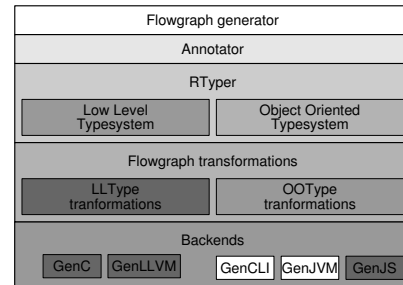 Flowgraph generator
Annotator
RTyper
Low Level Object Oriented
Typesystem Typesystem
Flowgraph transformations
LLType OOType
tranformations tranformations
Backends
GenC GenLLVM GenCLI GenJVM GenJS